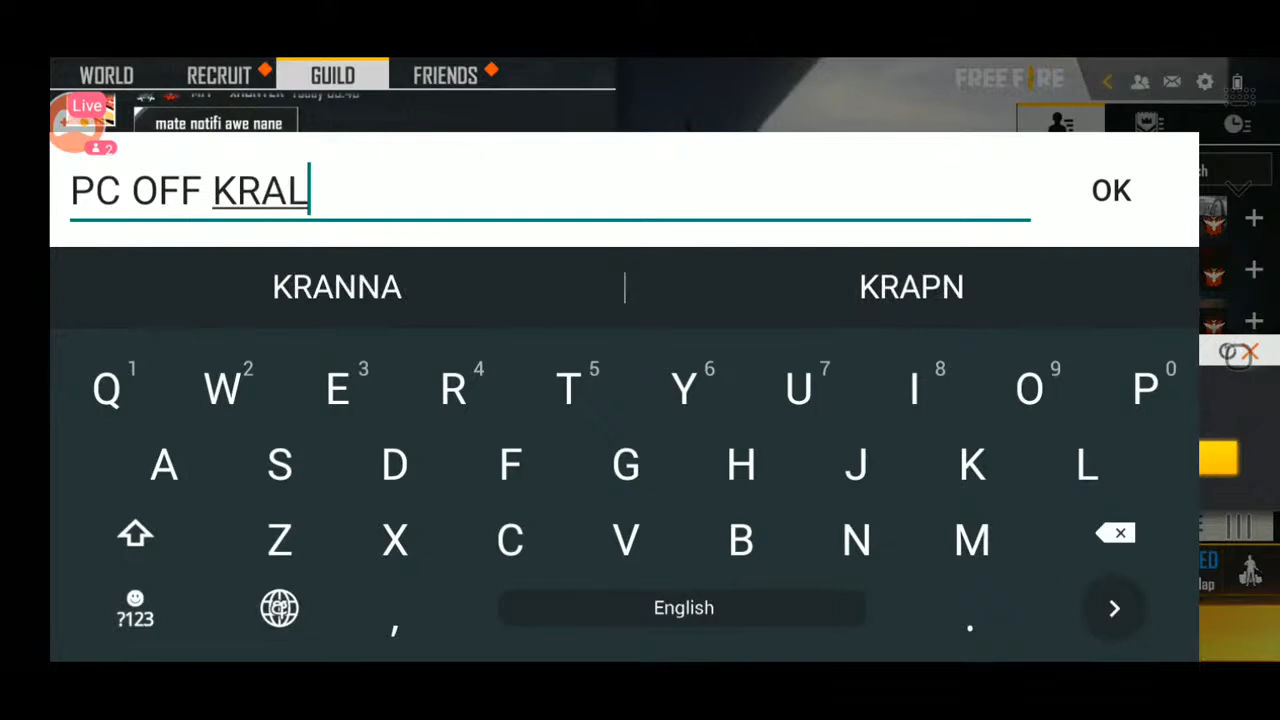 WORLD RECRUIT GUILD FRIENDS FREE FIRE
Live
mate notifi awe nane
2
PC OFF KRAL OK
KRANNA KRAPN
Q 1 W 2 E 3 R 4 T 5 Y 6 U 7 I 8 O 9 P 0
A S D F G H J K L
Z X C V B N M
?123 , English .